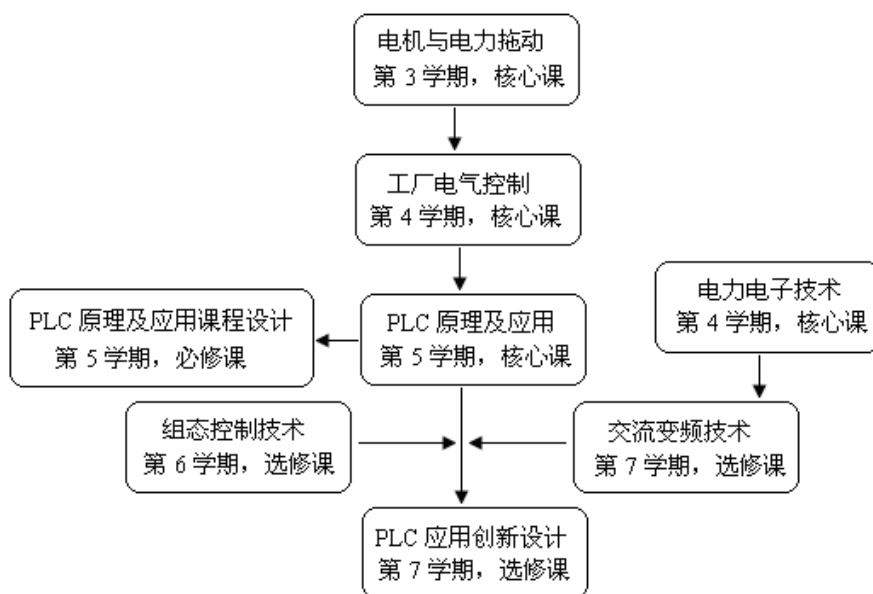 电机与电力拖动
第 3 学期，核心课
工厂电气控制
第 4 学期，核心课
电力电子技术
第 4 学期，核心课
PLC 原理及应用课程设计
第 5 学期，必修课
PLC 原理及应用
第 5 学期，核心课
组态控制技术
第 6 学期，选修课
交流变频技术
第 7 学期，选修课
PLC 应用创新设计
第 7 学期，选修课